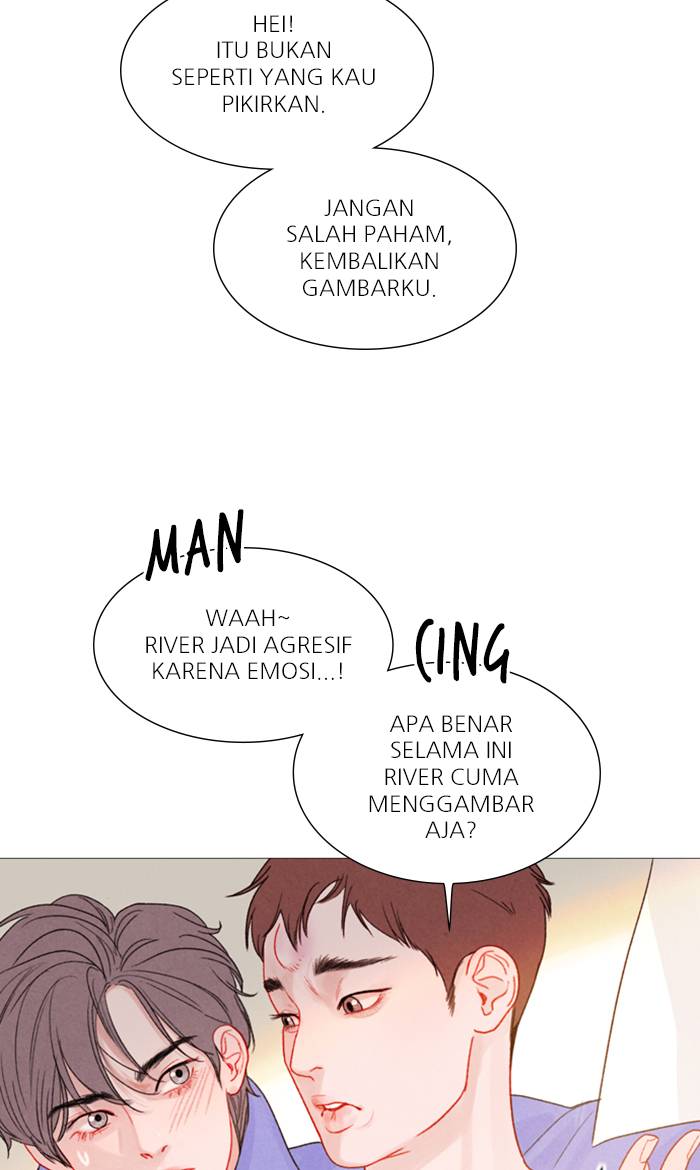 HEI!
ITU BUKAN
SEPERTI YANG KAU
PIKIRKAN.
JANGAN
SALAH PAHAM,
KEMBALIKAN
GAMBARKU.
MAN
CING
WAAH~
RIVER JADI AGRESIF
KARENA EMOSI...!
APA BENAR
SELAMA INI
RIVER CUMA
MENGGAMBAR
AJA?